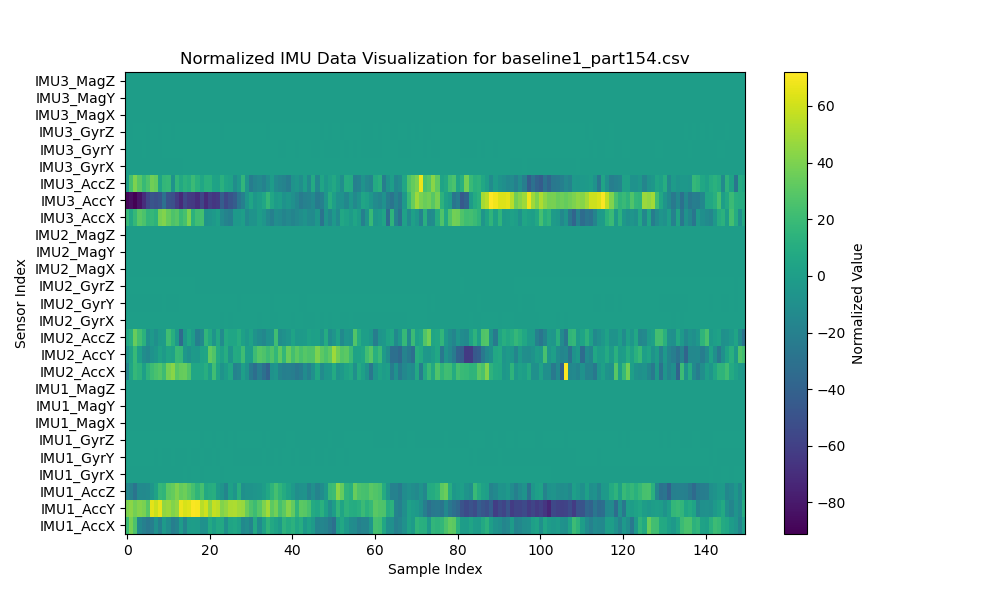 Normalized IMU Data Visualization for baseline1_part154.csv
IMU3_MagZ
IMU3_MagY
IMU3_MagX
IMU3_GyrZ
IMU3_GyrY
IMU3_GyrX
IMU3_AccZ
IMU3_AccY
IMU3_AccX
IMU2_MagZ
IMU2_MagY
IMU2_MagX
IMU2_GyrZ
IMU2_GyrY
IMU2_GyrX
IMU2_AccZ
IMU2_AccY
IMU2_AccX
IMU1_MagZ
IMU1_MagY
IMU1_MagX
IMU1_GyrZ
IMU1_GyrY
IMU1_GyrX
IMU1_AccZ
IMU1_AccY
IMU1_AccX
Sensor Index
0 20 40 60 80 100 120 140
Sample Index
60
40
20
0
−20
−40
−60
−80
Normalized Value